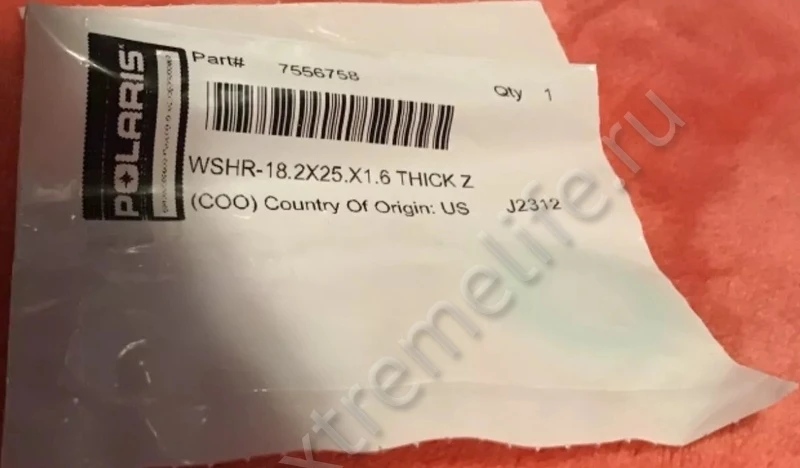 POLARIS
Part# 7556758
Qty 1
WSHR-18.2X25.X1.6 THICK Z
(COO) Country Of Origin: US J2312
xtremelife.ru